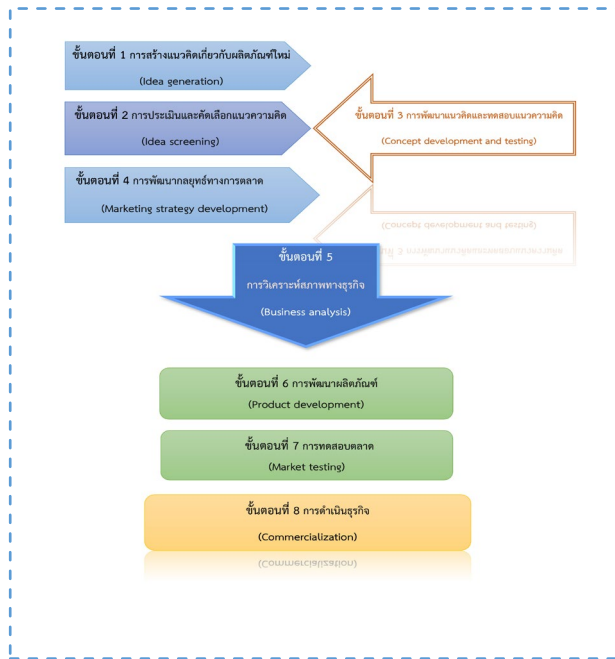 ขั้นตอนที่ 1 การสร้างแนวคิดเกี่ยวกับผลิตภัณฑ์ใหม่
(Idea generation)
ขั้นตอนที่ 2 การประเมินและคัดเลือกแนวความคิด
(Idea screening)
ขั้นตอนที่ 3 การพัฒนาแนวคิดและทดสอบแนวความคิด
(Concept development and testing)
ขั้นตอนที่ 4 การพัฒนากลยุทธ์ทางการตลาด
(Marketing strategy development)
ขั้นตอนที่ 5
การวิเคราะห์สภาพทางธุรกิจ
(Business analysis)
ขั้นตอนที่ 6 การพัฒนาผลิตภัณฑ์
(Product development)
ขั้นตอนที่ 7 การทดสอบตลาด
(Market testing)
ขั้นตอนที่ 8 การดำเนินธุรกิจ
(Commercialization)